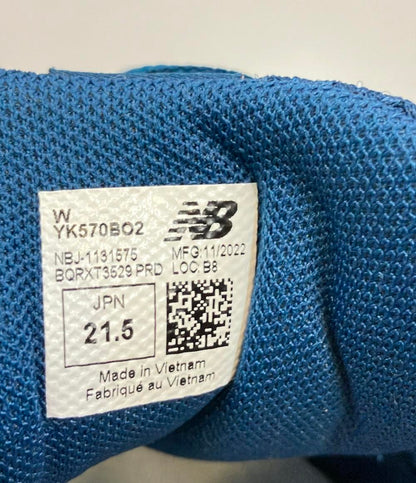 W
YK570BO2
NB
NBJ-1131575 MFG:11/2022
BQRXT3529 PRD LOC:B8
JPN
21.5
Made in Vietnam
Fabriqué au Vietnam